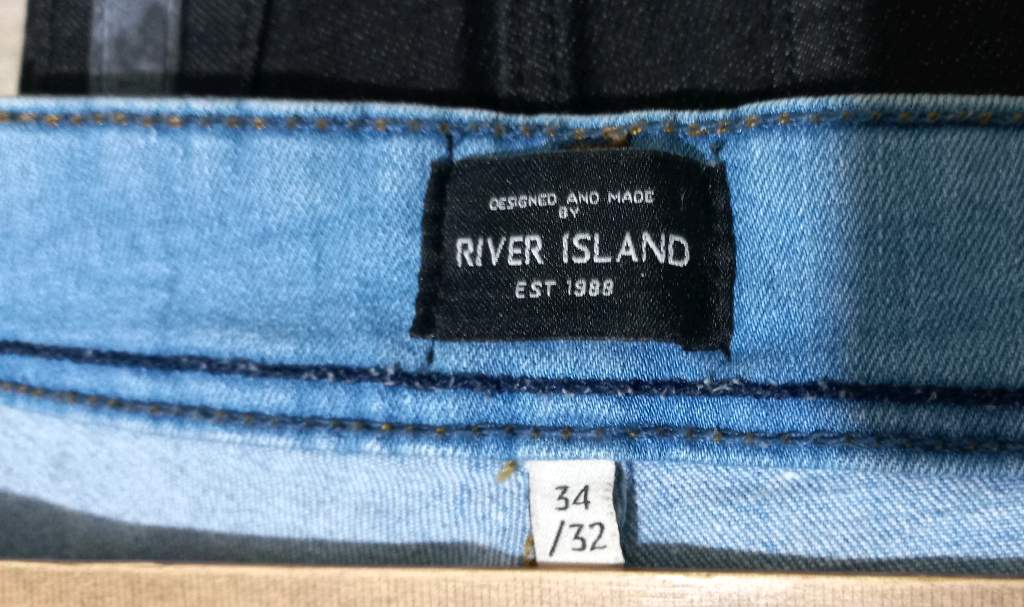 DESIGNED AND MADE
BY
RIVER ISLAND
EST 1988
34
/32